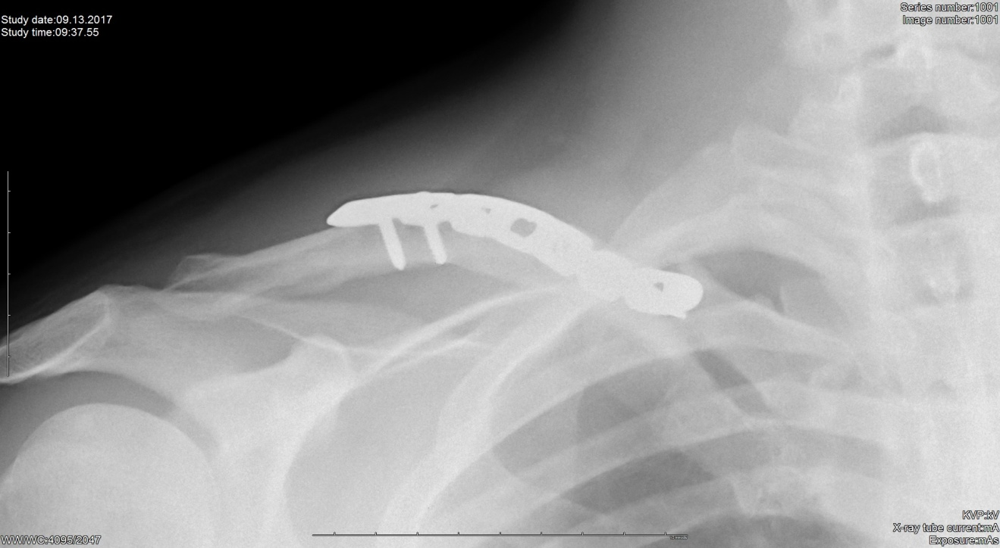 Study date:09.13.2017
Study time:09:37.55
Series number:1001
Image number:1001
KVP:kV
X-ray tube current:mA
Exposure:mAs
WW/WC:4095/2047